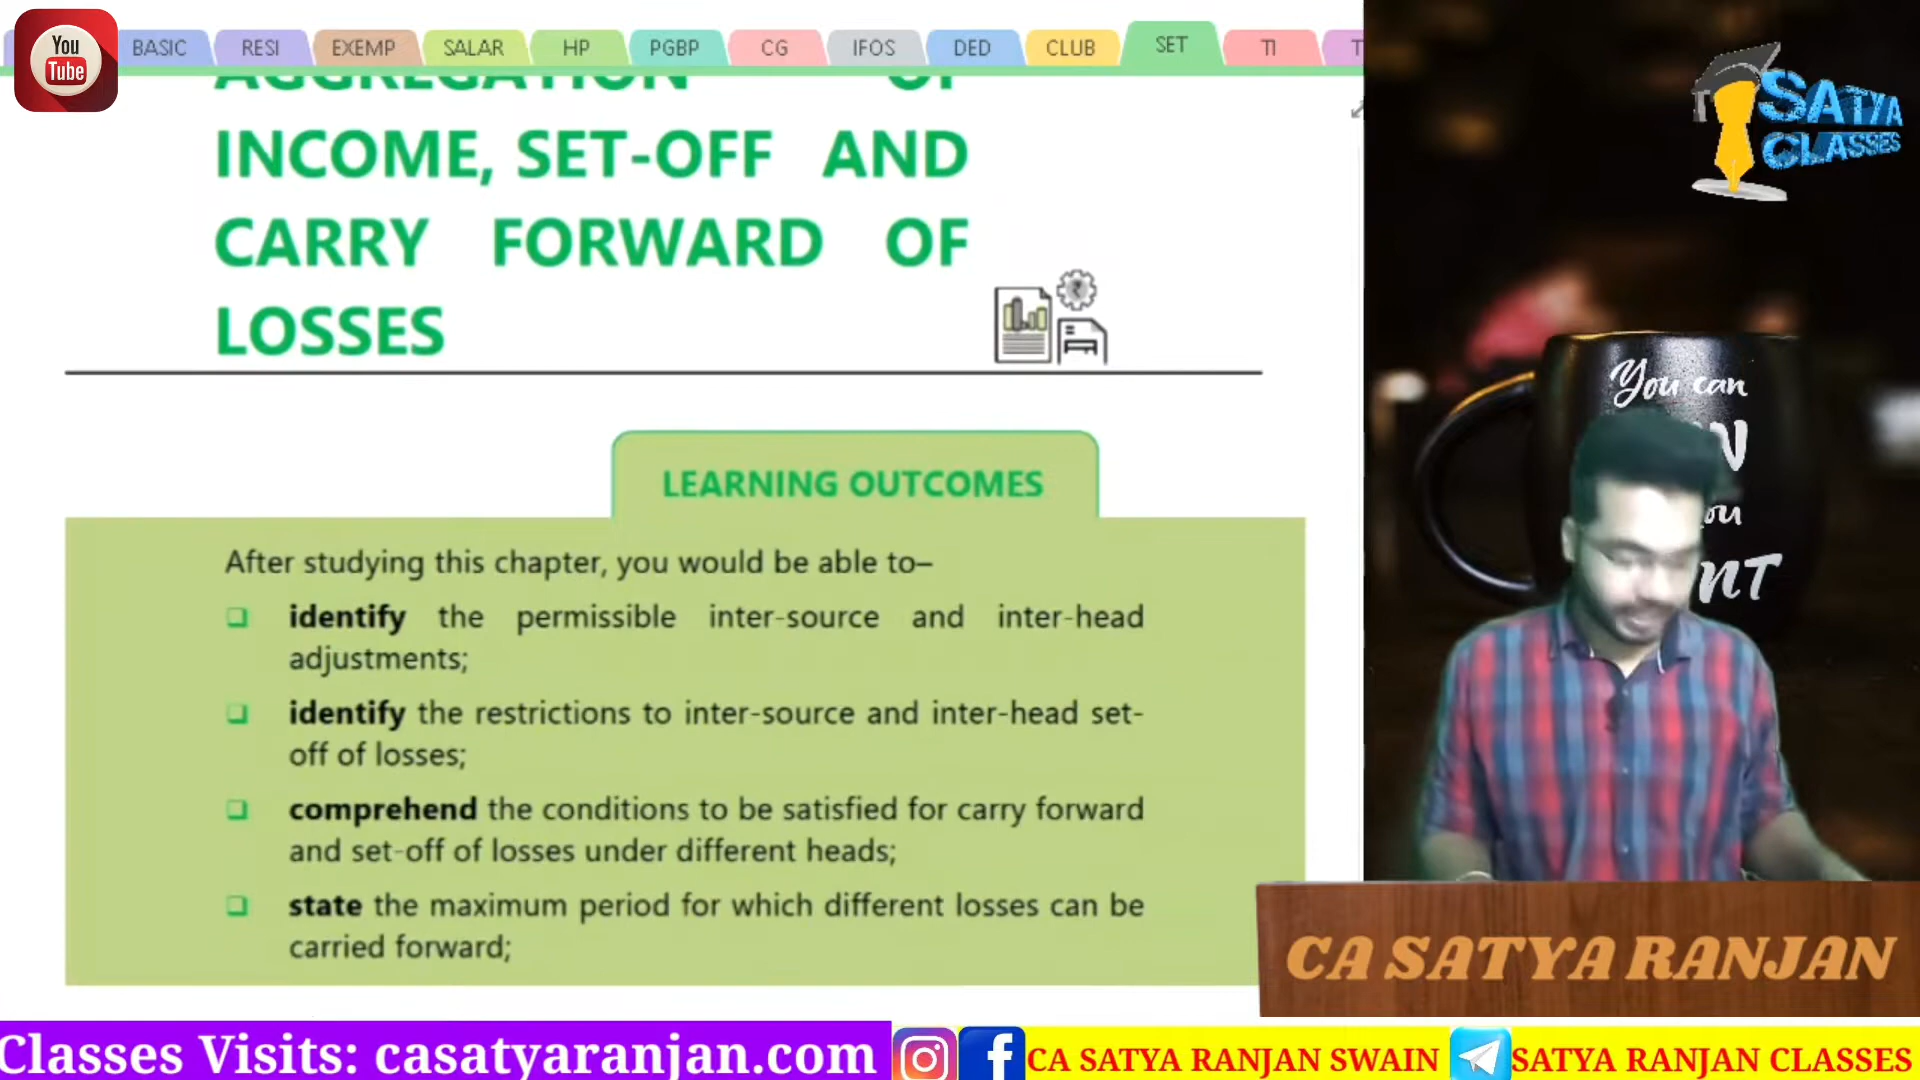 You
Tube
BASIC RESI EXEMP SALAR HP PGBP CG IFOS DED CLUB SET TI T
AGGREGATION OF
INCOME, SET-OFF AND
CARRY FORWARD OF
LOSSES
LEARNING OUTCOMES
After studying this chapter, you would be able to–
identify the permissible inter-source and inter-head
adjustments;
identify the restrictions to inter-source and inter-head set-
off of losses;
comprehend the conditions to be satisfied for carry forward
and set-off of losses under different heads;
state the maximum period for which different losses can be
carried forward;
SATYA
CLASSES
You can
CA SATYA RANJAN
Classes Visits: casatyaranjan.com
CA SATYA RANJAN SWAIN
SATYA RANJAN CLASSES